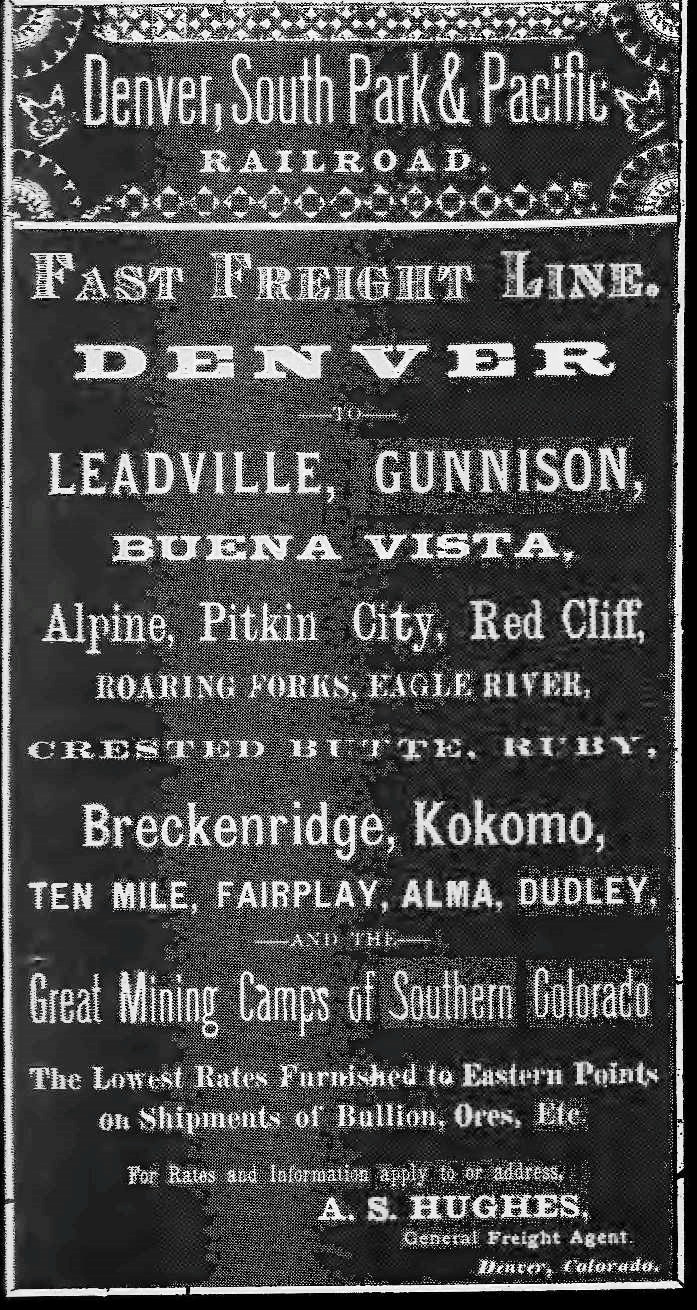 Denver, South Park & Pacific
RAILROAD.
FAST FREIGHT LINE.
DENVER
—TO—
LEADVILLE, GUNNISON,
BUENA VISTA,
Alpine, Pitkin City, Red Cliff,
ROARING FORKS, EAGLE RIVER,
CRESTED BUTTE, RUBY,
Breckenridge, Kokomo,
TEN MILE, FAIRPLAY, ALMA, DUDLEY,
—AND THE—
Great Mining Camps of Southern Colorado
The Lowest Rates Furnished to Eastern Points
on Shipments of Bullion, Ores, Etc.
For Rates and Information apply to or address,
A. S. HUGHES,
General Freight Agent.
Denver, Colorado.